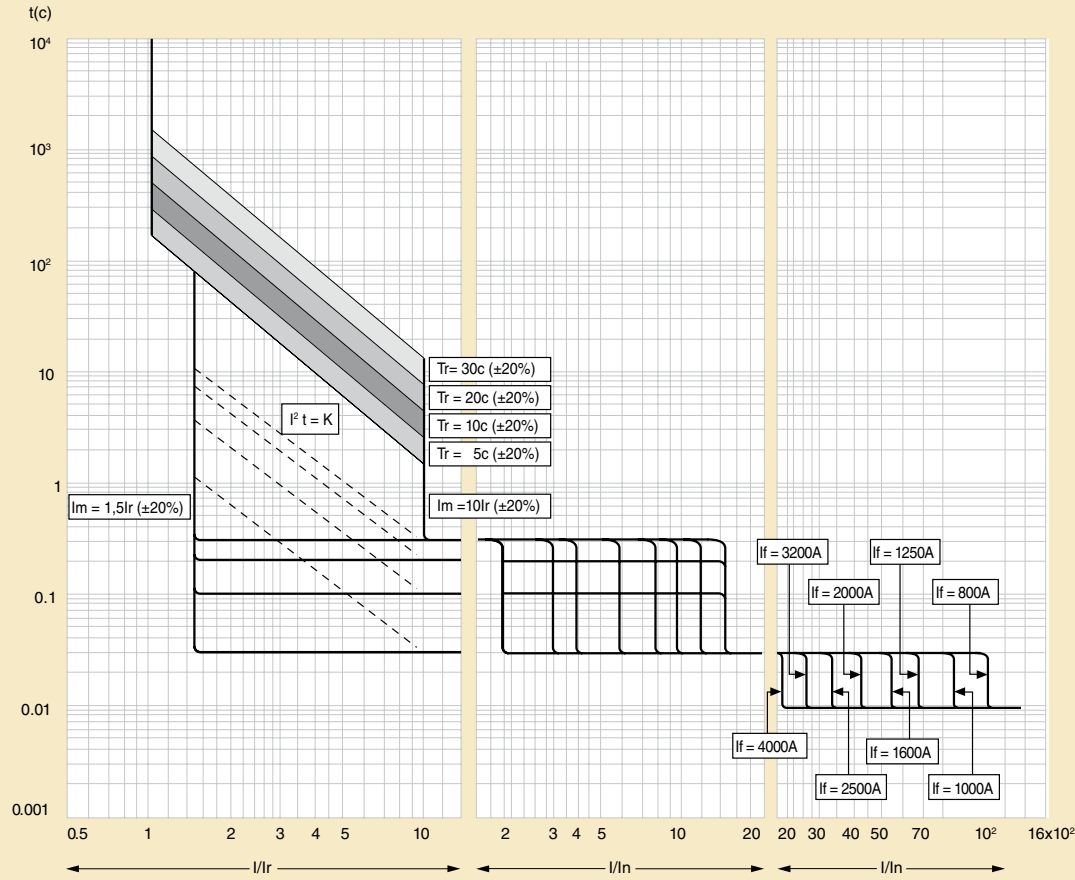 t(c)
10⁴
10³
10²
10
1
0.1
0.01
0.001
Tr= 30c (±20%)
Tr = 20c (±20%)
Tr = 10c (±20%)
Tr = 5c (±20%)
I² t = K
Im = 1,5Ir (±20%)
Im =10Ir (±20%)
If = 3200A
If = 1250A
If = 2000A
If = 800A
If = 4000A
If = 1600A
If = 2500A
If = 1000A
0.5 1 2 3 4 5 10
2 3 4 5 10 20
20 30 40 50 70 10² 16x10²
I/Ir
I/In
I/In